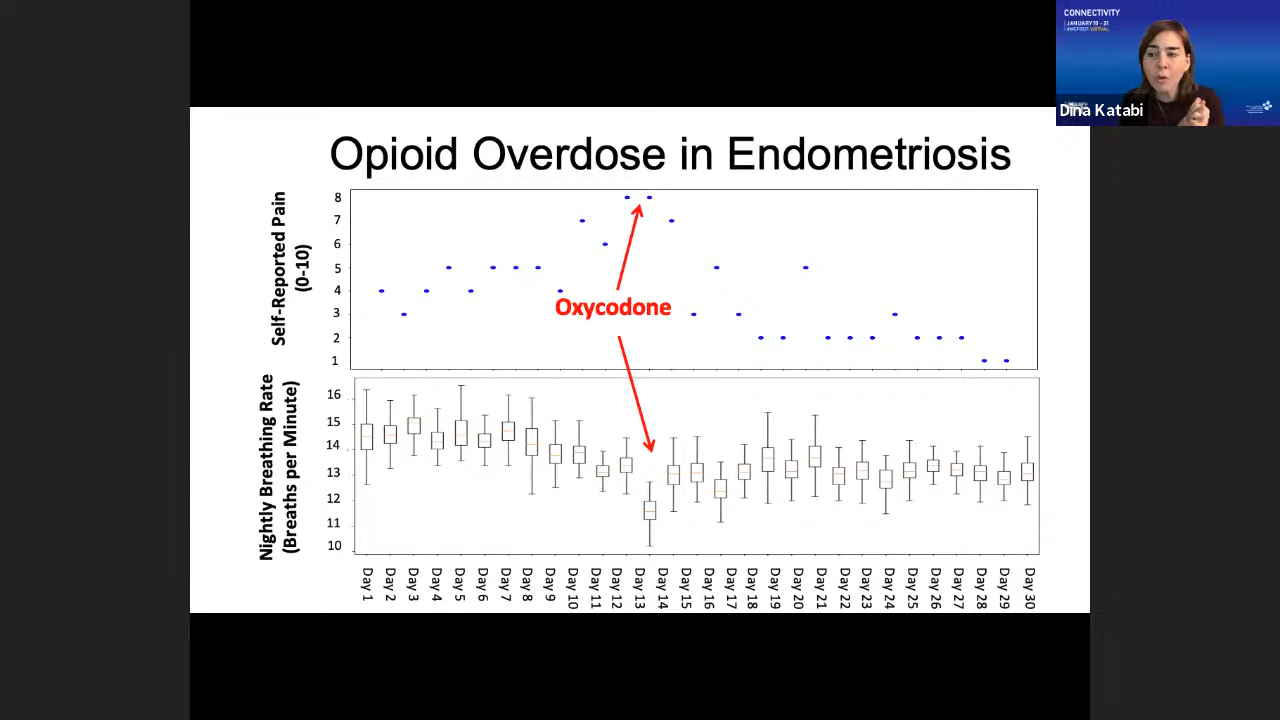 CONNECTIVITY
JANUARY 10 - 21
VIRTUAL
Dina Katabi
Opioid Overdose in Endometriosis
Self-Reported Pain
(0-10)
8
7
6
5
4
3
2
1
Oxycodone
Nightly Breathing Rate
(Breaths per Minute)
16
15
14
13
12
11
10
Day 1
Day 2
Day 3
Day 4
Day 5
Day 6
Day 7
Day 8
Day 9
Day 10
Day 11
Day 12
Day 13
Day 14
Day 15
Day 16
Day 17
Day 18
Day 19
Day 20
Day 21
Day 22
Day 23
Day 24
Day 25
Day 26
Day 27
Day 28
Day 29
Day 30